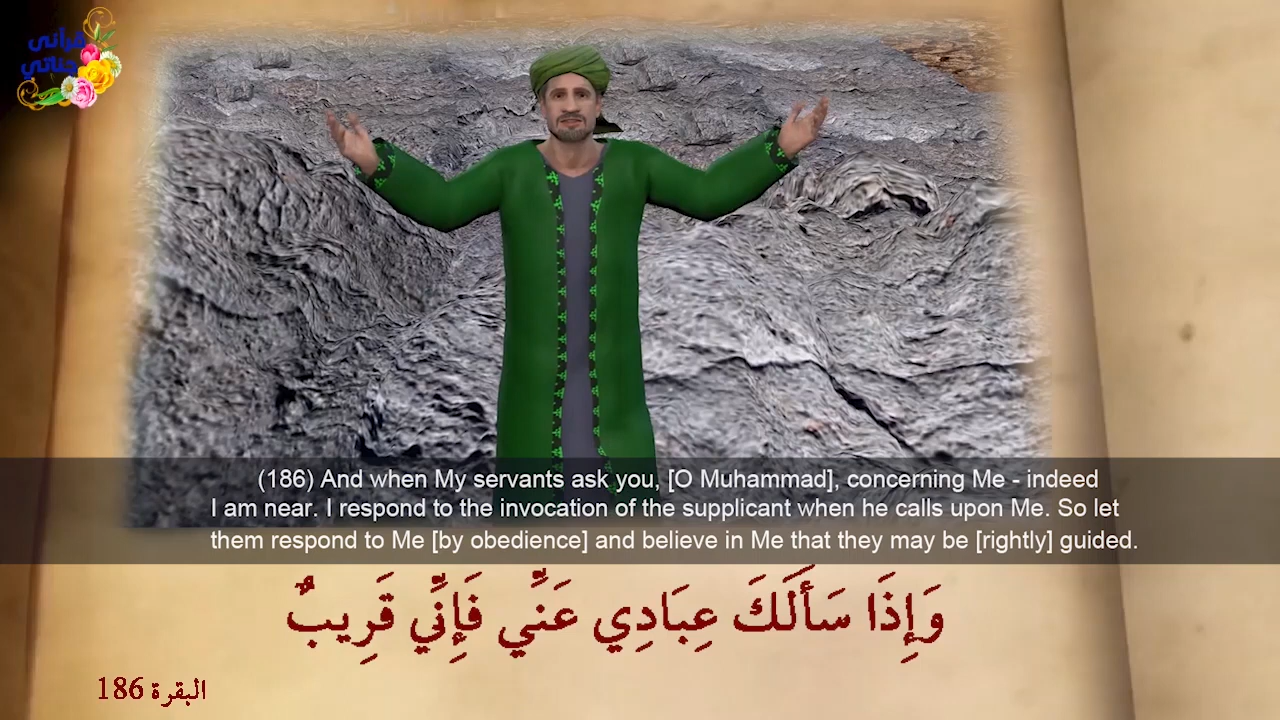 قرآني
جناتي
(186) And when My servants ask you, [O Muhammad], concerning Me - indeed
I am near. I respond to the invocation of the supplicant when he calls upon Me. So let
them respond to Me [by obedience] and believe in Me that they may be [rightly] guided.
وَإِذَا سَأَلَكَ عِبَادِي عَنِّي فَإِنِّي قَرِيبٌ
البقرة 186